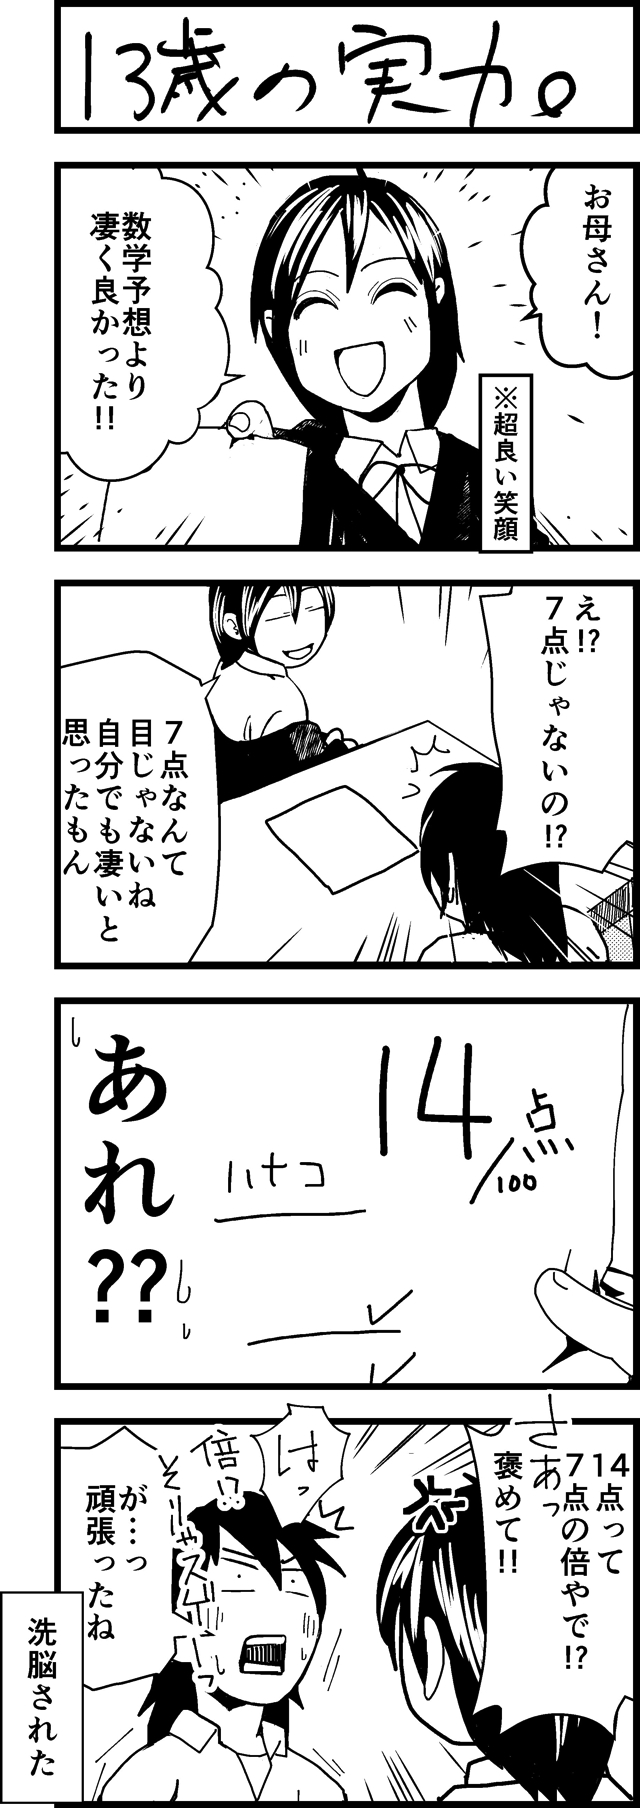 13歳の実力。
お母さん！
数学予想より
凄く良かった!!
※超良い笑顔
え!?
7点じゃないの!?
7点なんて
目じゃないね
自分でも凄いと
思ったもん
14点
/100
ハナコ
あれ??
さあっ
14点って
7点の倍やで!?
褒めて!!
はっ
倍!?
そりゃスゲーっ
が…っ
頑張ったね
洗脳された